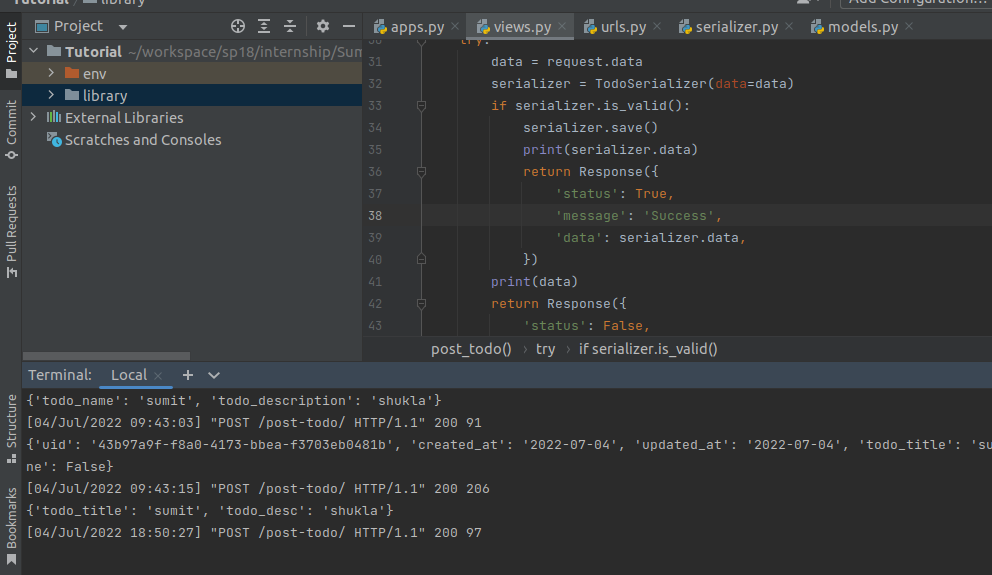 Tutorial / library
Add Configuration...
Project
apps.py
views.py
urls.py
serializer.py
models.py
Project
Commit
Pull Requests
Structure
Bookmarks
Tutorial ~/workspace/sp18/internship/Sum
env
library
External Libraries
Scratches and Consoles
30 try:
31 data = request.data
32 serializer = TodoSerializer(data=data)
33 if serializer.is_valid():
34 serializer.save()
35 print(serializer.data)
36 return Response({
37 'status': True,
38 'message': 'Success',
39 'data': serializer.data,
40 })
41 print(data)
42 return Response({
43 'status': False,
post_todo() › try › if serializer.is_valid()
Terminal: Local × +
{'todo_name': 'sumit', 'todo_description': 'shukla'}
[04/Jul/2022 09:43:03] "POST /post-todo/ HTTP/1.1" 200 91
{'uid': '43b97a9f-f8a0-4173-bbea-f3703eb0481b', 'created_at': '2022-07-04', 'updated_at': '2022-07-04', 'todo_title': 'su
ne': False}
[04/Jul/2022 09:43:15] "POST /post-todo/ HTTP/1.1" 200 206
{'todo_title': 'sumit', 'todo_desc': 'shukla'}
[04/Jul/2022 18:50:27] "POST /post-todo/ HTTP/1.1" 200 97